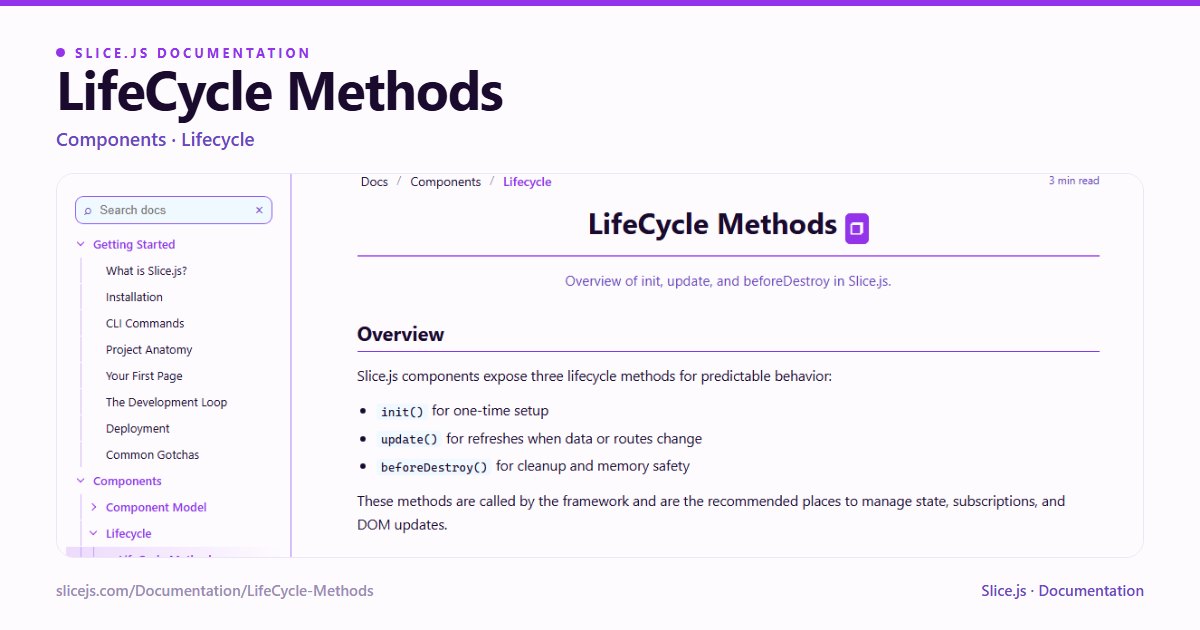 SLICE.JS DOCUMENTATION
LifeCycle Methods
Components · Lifecycle
Search docs
Getting Started
What is Slice.js?
Installation
CLI Commands
Project Anatomy
Your First Page
The Development Loop
Deployment
Common Gotchas
Components
Component Model
Lifecycle
Docs / Components / Lifecycle
3 min read
LifeCycle Methods
Overview of init, update, and beforeDestroy in Slice.js.
Overview
Slice.js components expose three lifecycle methods for predictable behavior:
init() for one-time setup
update() for refreshes when data or routes change
beforeDestroy() for cleanup and memory safety
These methods are called by the framework and are the recommended places to manage state, subscriptions, and
DOM updates.
slicejs.com/Documentation/LifeCycle-Methods
Slice.js · Documentation